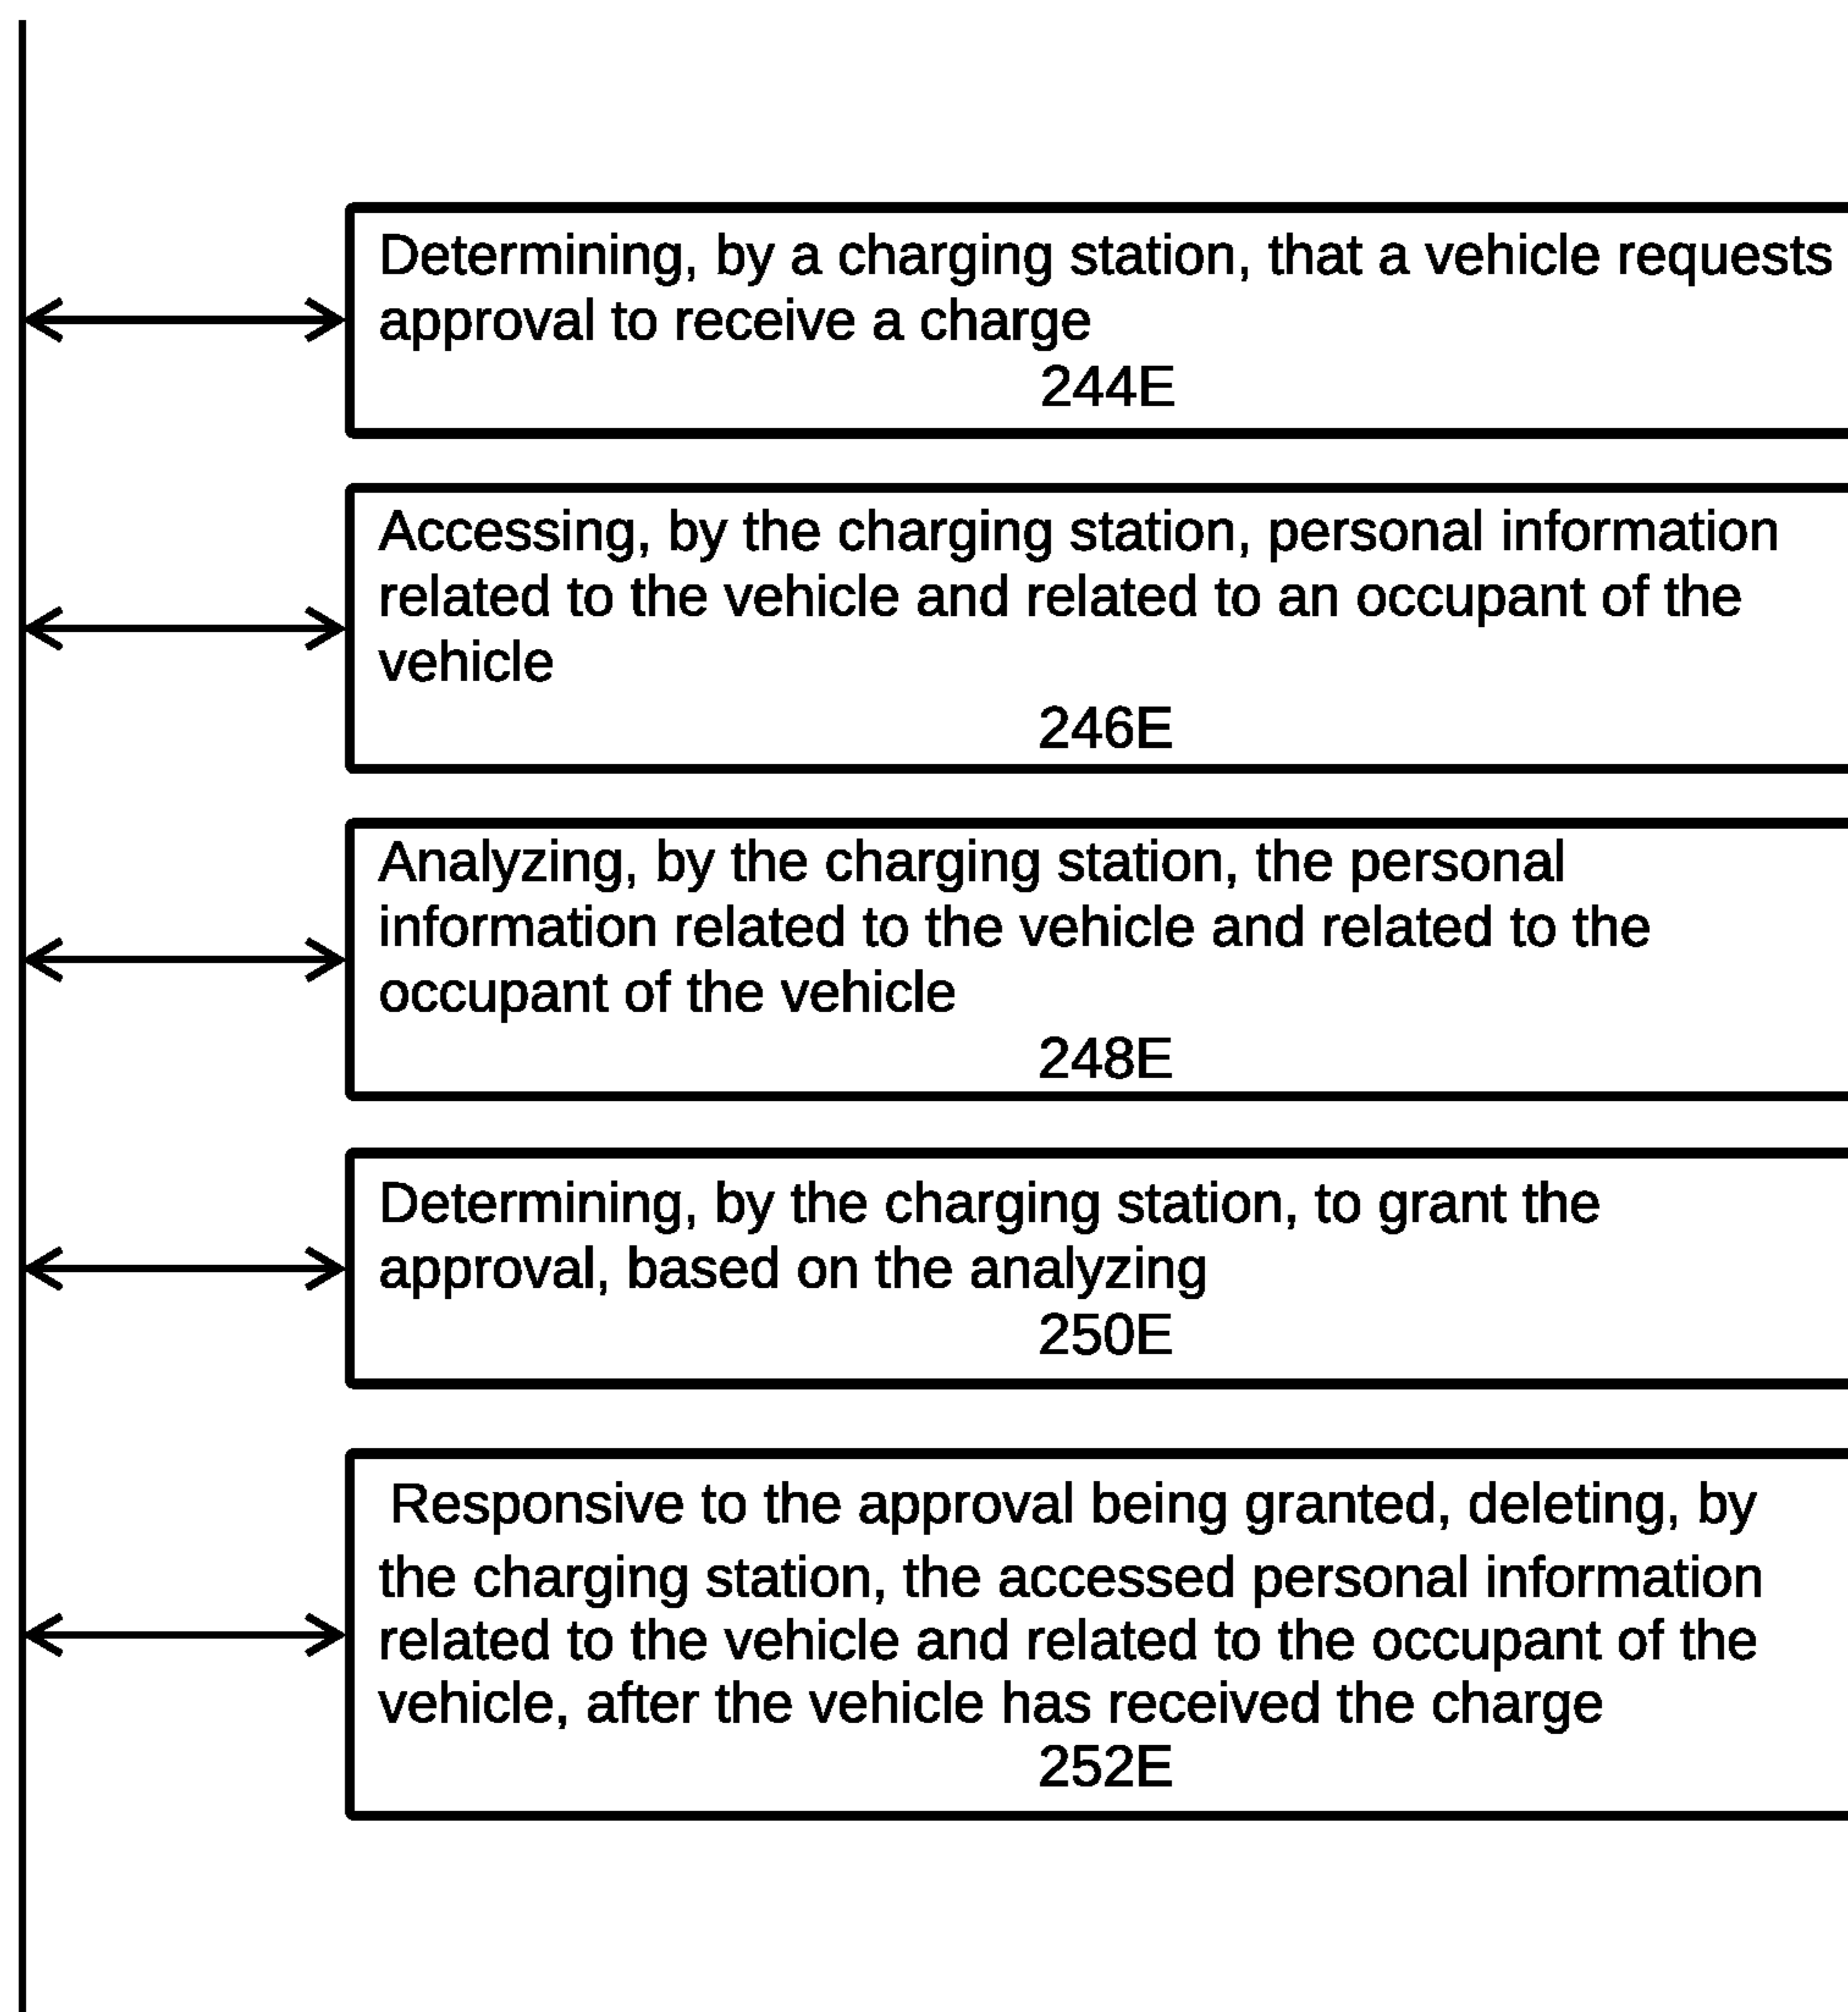 Determining, by a charging station, that a vehicle requests
approval to receive a charge
244E
Accessing, by the charging station, personal information
related to the vehicle and related to an occupant of the
vehicle
246E
Analyzing, by the charging station, the personal
information related to the vehicle and related to the
occupant of the vehicle
248E
Determining, by the charging station, to grant the
approval, based on the analyzing
250E
Responsive to the approval being granted, deleting, by
the charging station, the accessed personal information
related to the vehicle and related to the occupant of the
vehicle, after the vehicle has received the charge
252E